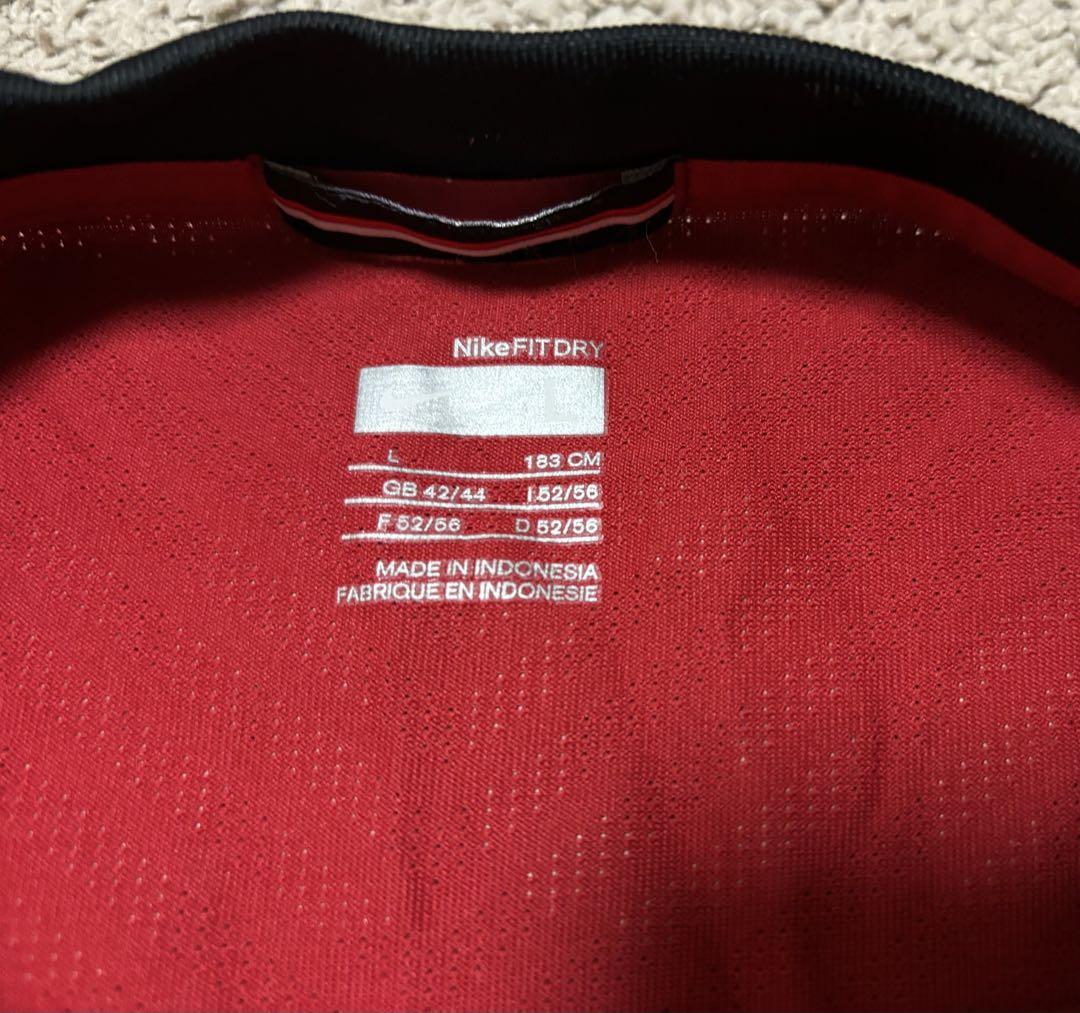 NikeFITDRY
L
L 183 CM
GB 42/44 I 52/56
F 52/56 D 52/56
MADE IN INDONESIA
FABRIQUE EN INDONESIE